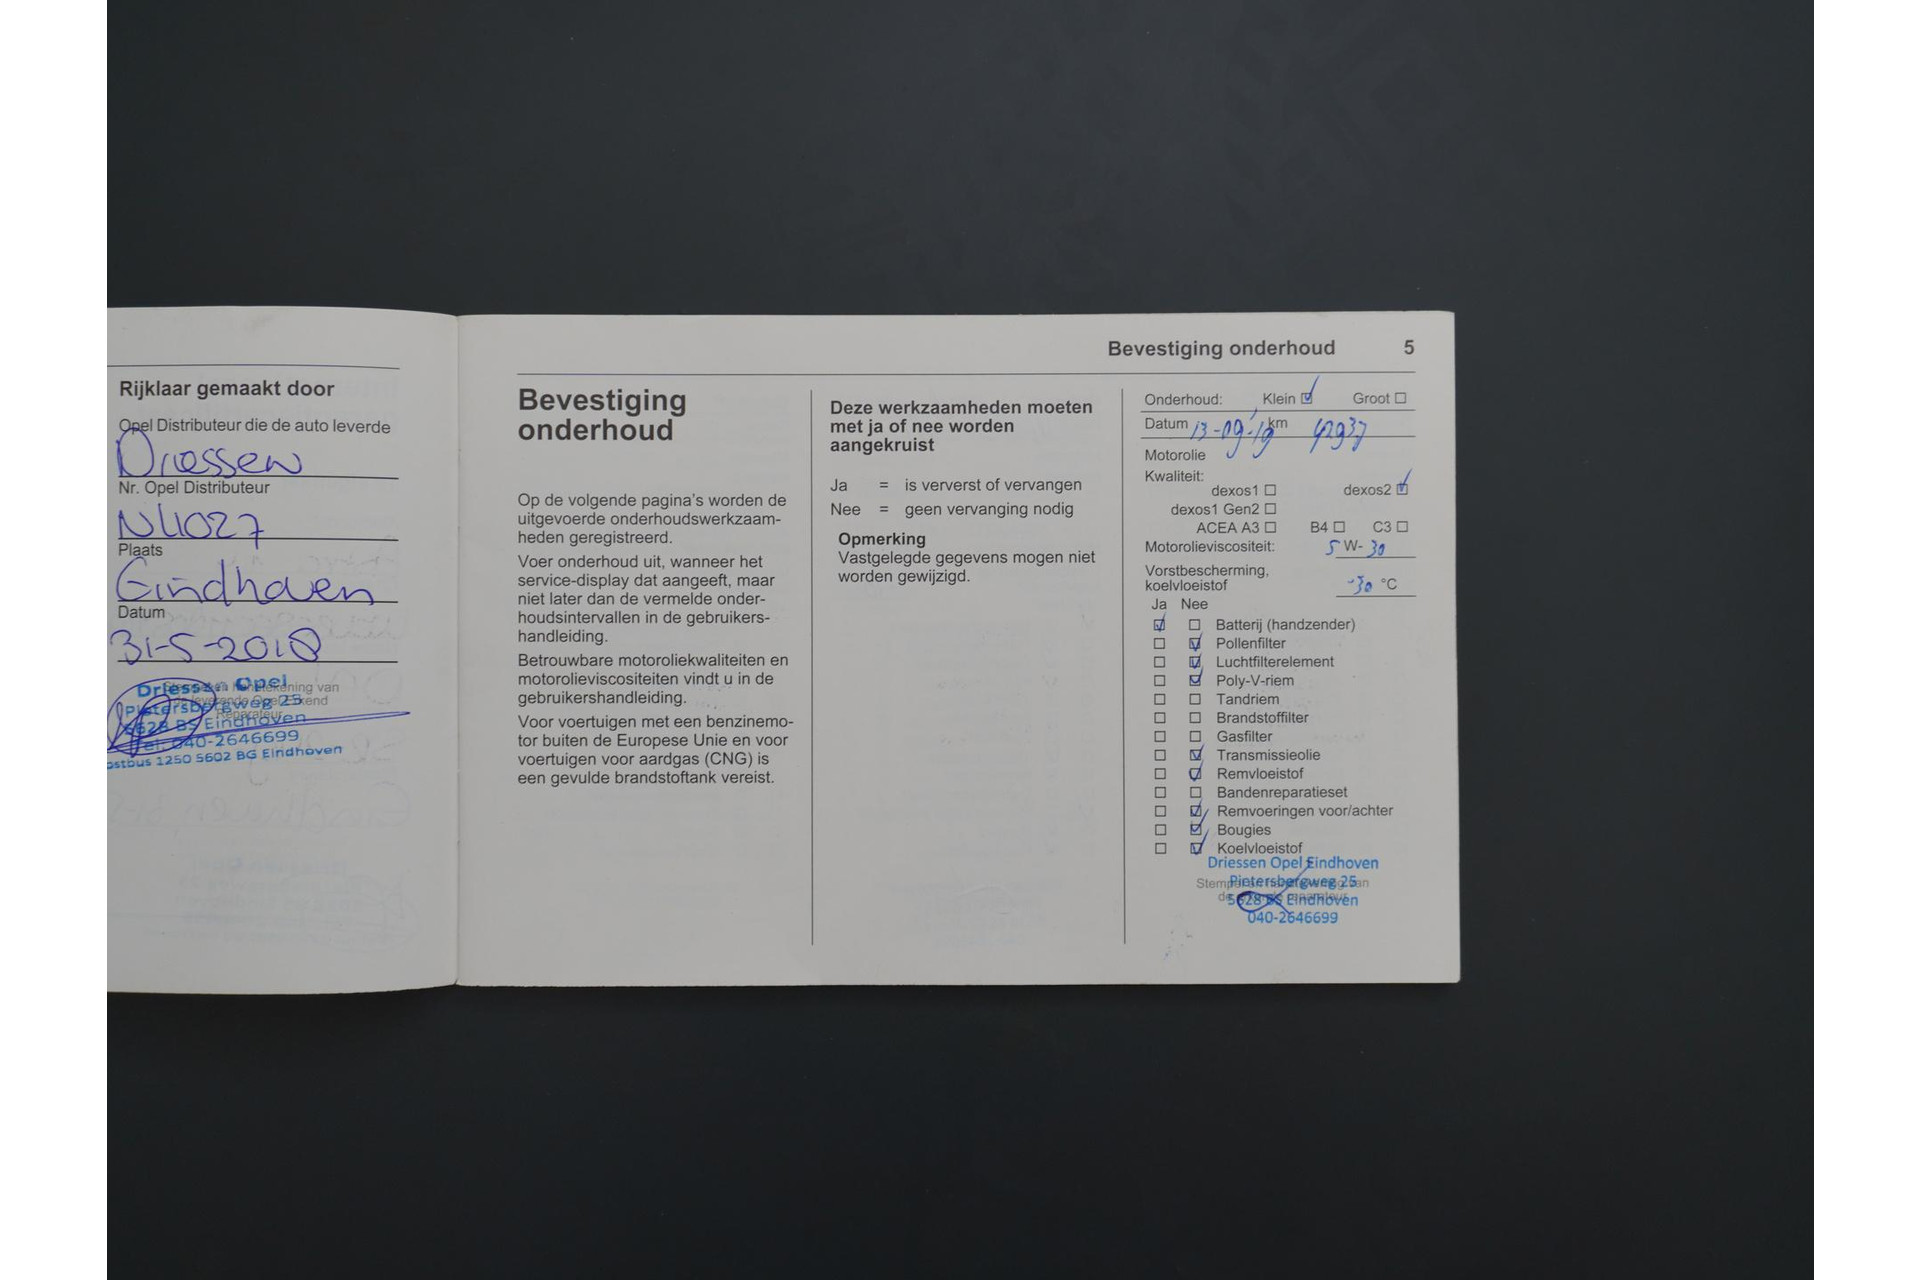 Rijklaar gemaakt door
Opel Distributeur die de auto leverde
Driessen
Nr. Opel Distributeur
NL1027
Plaats
Eindhoven
Datum
31-5-2018
Driessen Opel
Pietersbergweg 25
5628 BS Eindhoven
Tel. 040-2646699
ostbus 1250 5602 BG Eindhoven
Bevestiging onderhoud 5
Bevestiging
onderhoud
Op de volgende pagina's worden de
uitgevoerde onderhoudswerkzaam-
heden geregistreerd.
Voer onderhoud uit, wanneer het
service-display dat aangeeft, maar
niet later dan de vermelde onder-
houdsintervallen in de gebruikers-
handleiding.
Betrouwbare motoroliekwaliteiten en
motorolieviscositeiten vindt u in de
gebruikershandleiding.
Voor voertuigen met een benzinemo-
tor buiten de Europese Unie en voor
voertuigen voor aardgas (CNG) is
een gevulde brandstoftank vereist.
Deze werkzaamheden moeten
met ja of nee worden
aangekruist
Ja = is ververst of vervangen
Nee = geen vervanging nodig
Opmerking
Vastgelegde gegevens mogen niet
worden gewijzigd.
Onderhoud: Klein ☑ Groot ☐
Datum 13-09-'19 km 42937
Motorolie
Kwaliteit:
dexos1 ☐ dexos2 ☑
dexos1 Gen2 ☐
ACEA A3 ☐ B4 ☐ C3 ☐
Motorolieviscositeit: 5 W- 30
Vorstbescherming,
koelvloeistof -30 °C
Ja Nee
☑ ☐ Batterij (handzender)
☐ ☑ Pollenfilter
☐ ☑ Luchtfilterelement
☐ ☑ Poly-V-riem
☐ ☐ Tandriem
☐ ☐ Brandstoffilter
☐ ☐ Gasfilter
☐ ☑ Transmissieolie
☐ ☑ Remvloeistof
☐ ☐ Bandenreparatieset
☐ ☑ Remvoeringen voor/achter
☐ ☑ Bougies
☐ ☑ Koelvloeistof
Driessen Opel Eindhoven
Pietersbergweg 25
5628 BS Eindhoven
040-2646699